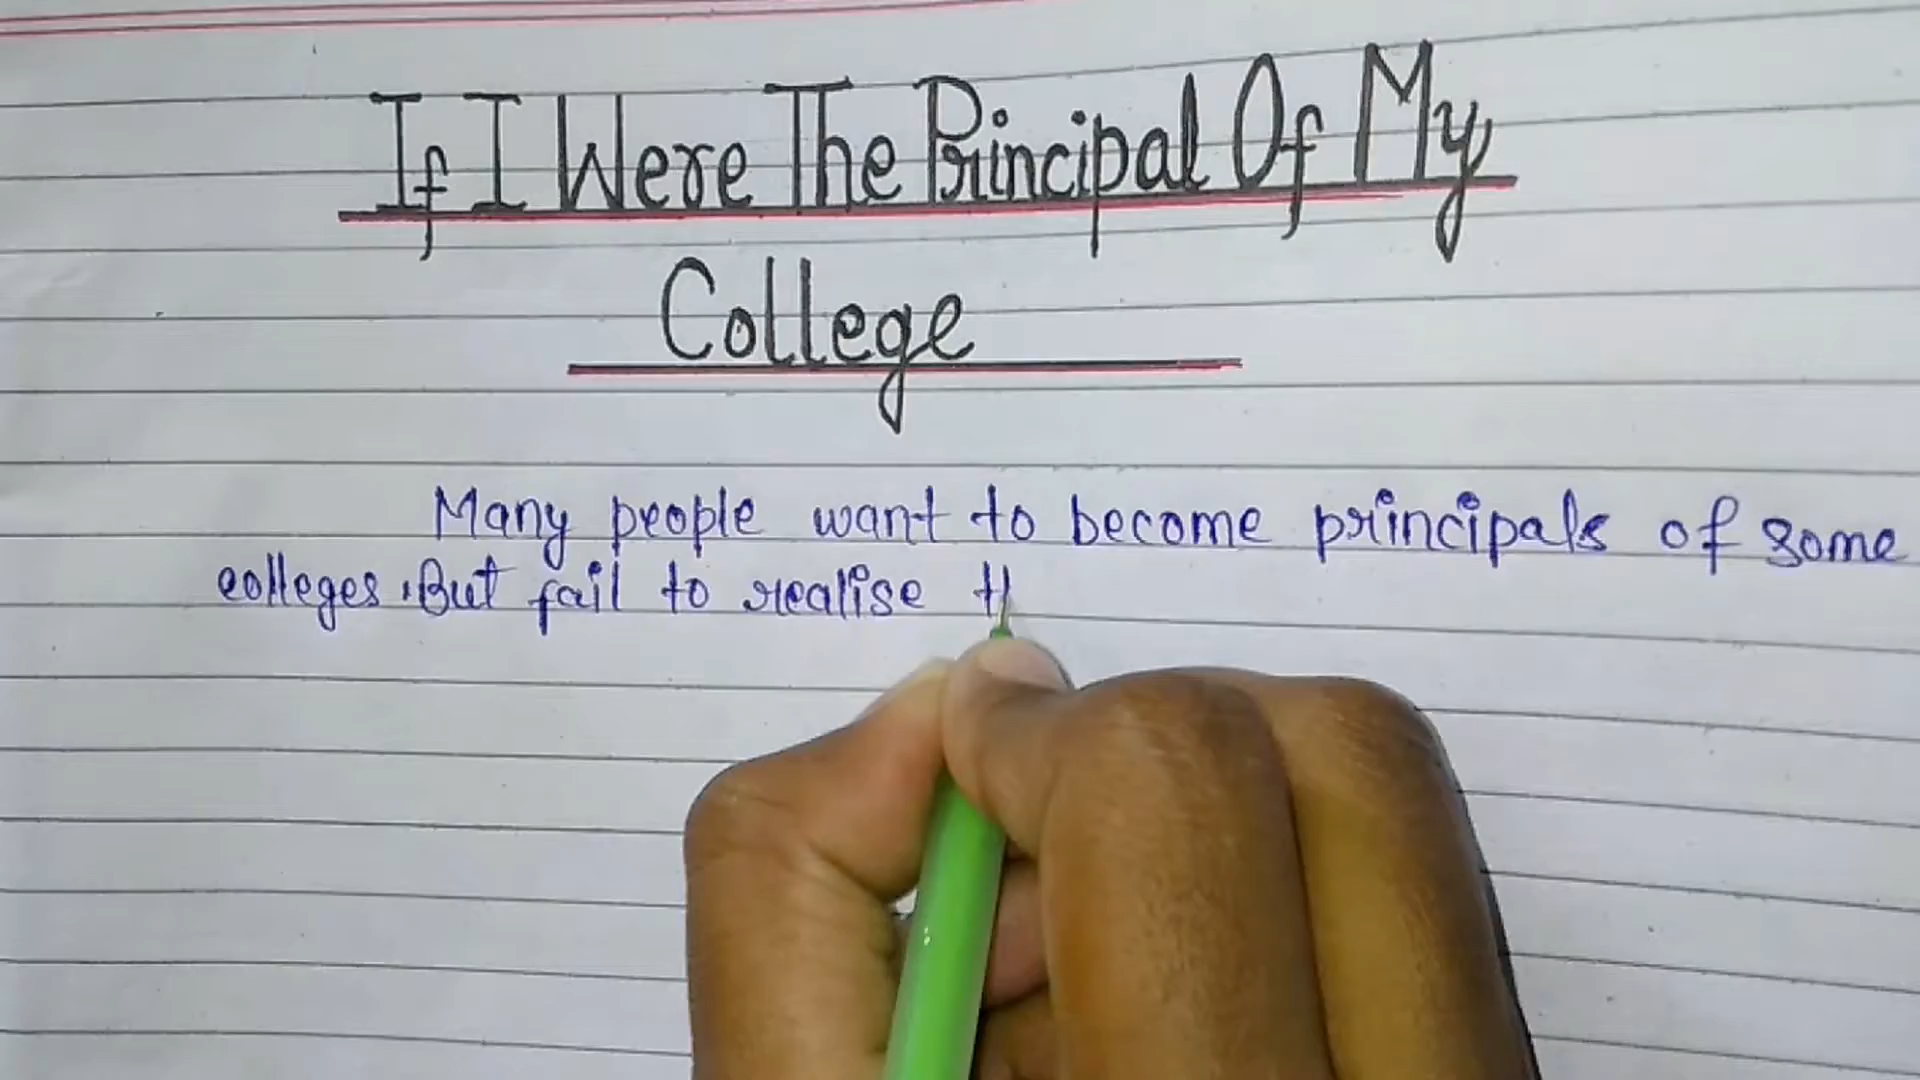 If I Were The Principal Of My
College
Many people want to become principals of some
colleges. But fail to realise th